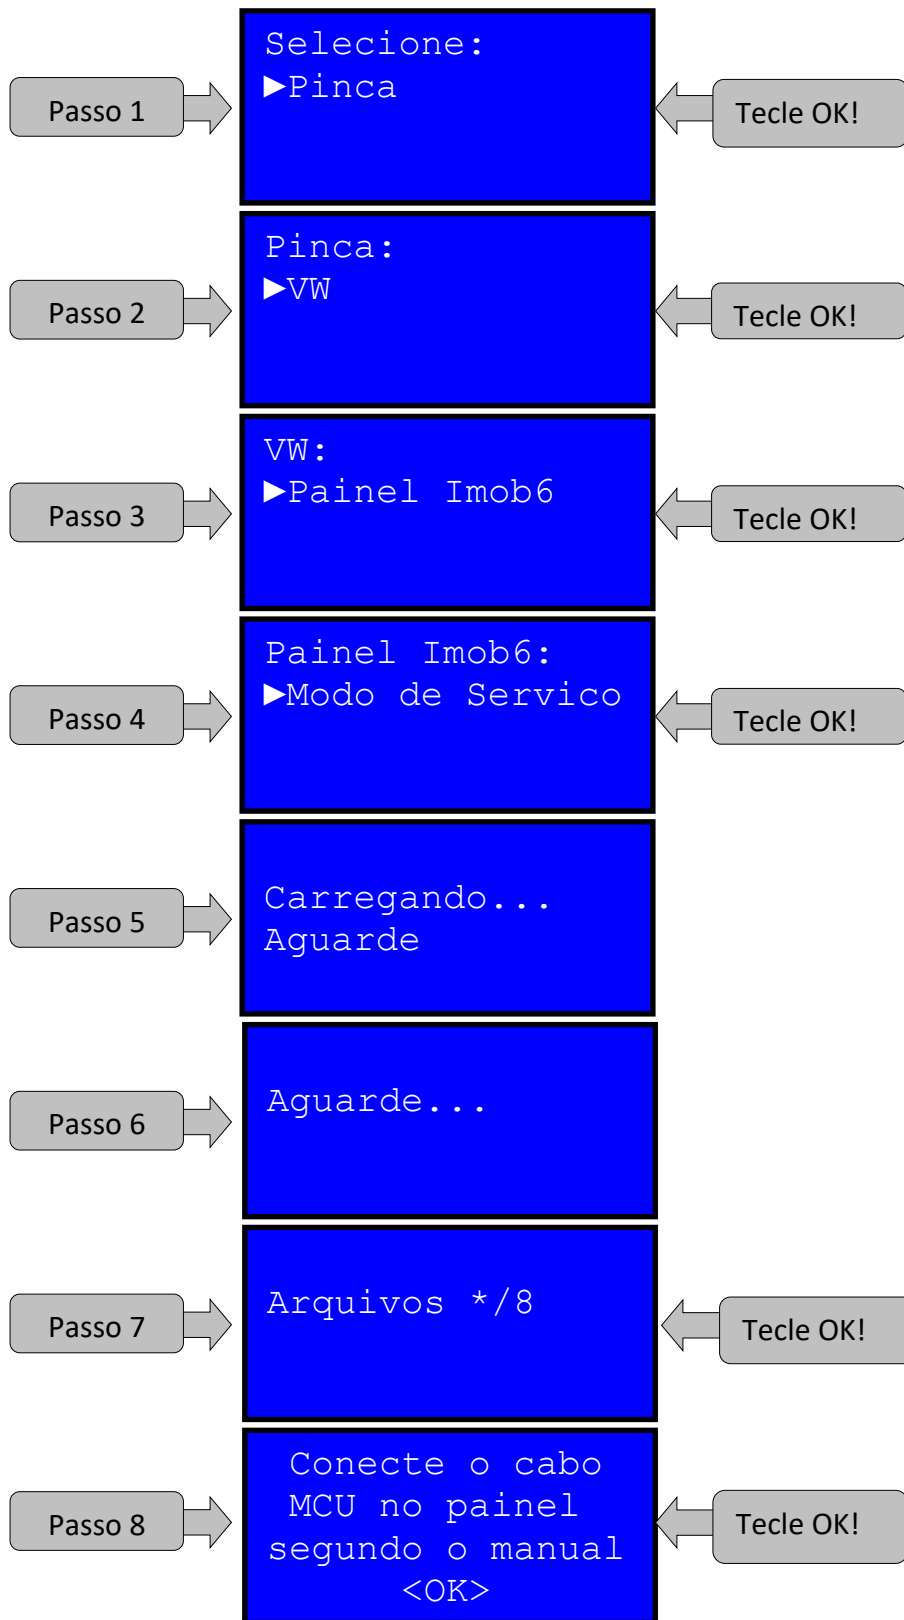 Passo 1
Selecione:
►Pinca
Tecle OK!
Passo 2
Pinca:
►VW
Tecle OK!
Passo 3
VW:
►Painel Imob6
Tecle OK!
Passo 4
Painel Imob6:
►Modo de Servico
Tecle OK!
Passo 5
Carregando...
Aguarde
Passo 6
Aguarde...
Passo 7
Arquivos */8
Tecle OK!
Passo 8
Conecte o cabo
MCU no painel
segundo o manual
<OK>
Tecle OK!